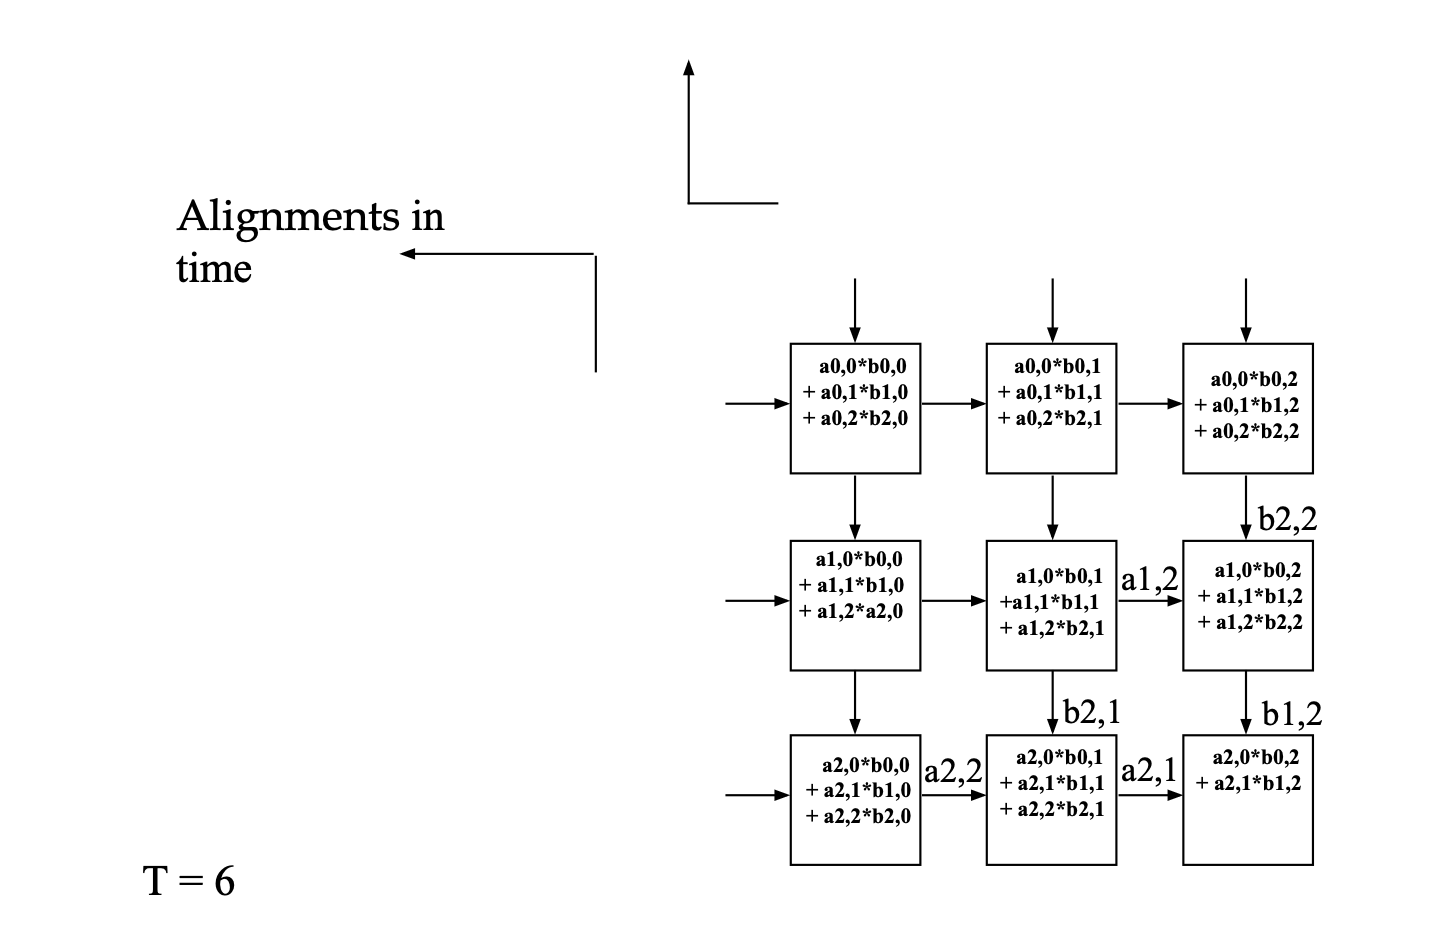 Alignments in
time
a0,0*b0,0
+ a0,1*b1,0
+ a0,2*b2,0
a0,0*b0,1
+ a0,1*b1,1
+ a0,2*b2,1
a0,0*b0,2
+ a0,1*b1,2
+ a0,2*b2,2
b2,2
a1,0*b0,0
+ a1,1*b1,0
+ a1,2*a2,0
a1,0*b0,1
+a1,1*b1,1
+ a1,2*b2,1
a1,2
a1,0*b0,2
+ a1,1*b1,2
+ a1,2*b2,2
b2,1
b1,2
a2,0*b0,0
+ a2,1*b1,0
+ a2,2*b2,0
a2,2
a2,0*b0,1
+ a2,1*b1,1
+ a2,2*b2,1
a2,1
a2,0*b0,2
+ a2,1*b1,2
T = 6